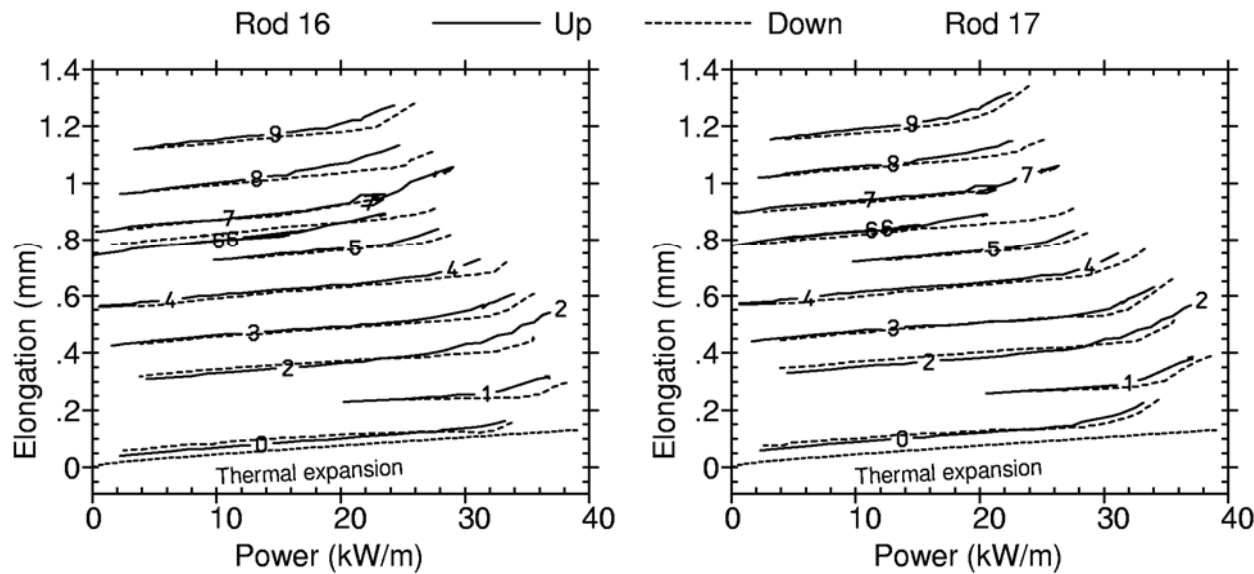 Rod 16 Up Down Rod 17
1.4 1.4
1.2 1.2
9 9
8 8
1 7 1 7
7 7 7
.8 66 .8 66
5 5
4 4
.6 4 .6 4
2 2
3 3
.4 .4
2 2
1 1
.2 .2
0 0
0 Thermal expansion 0 Thermal expansion
Elongation (mm) Elongation (mm)
0 10 20 30 40 0 10 20 30 40
Power (kW/m) Power (kW/m)